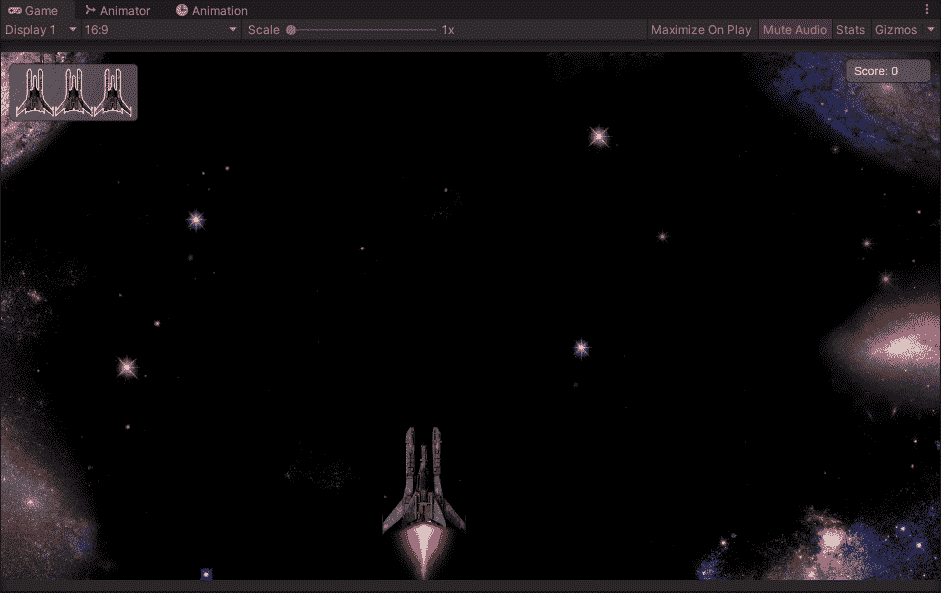 Game Animator Animation
Display 1 16:9 Scale 1x Maximize On Play Mute Audio Stats Gizmos
Score: 0